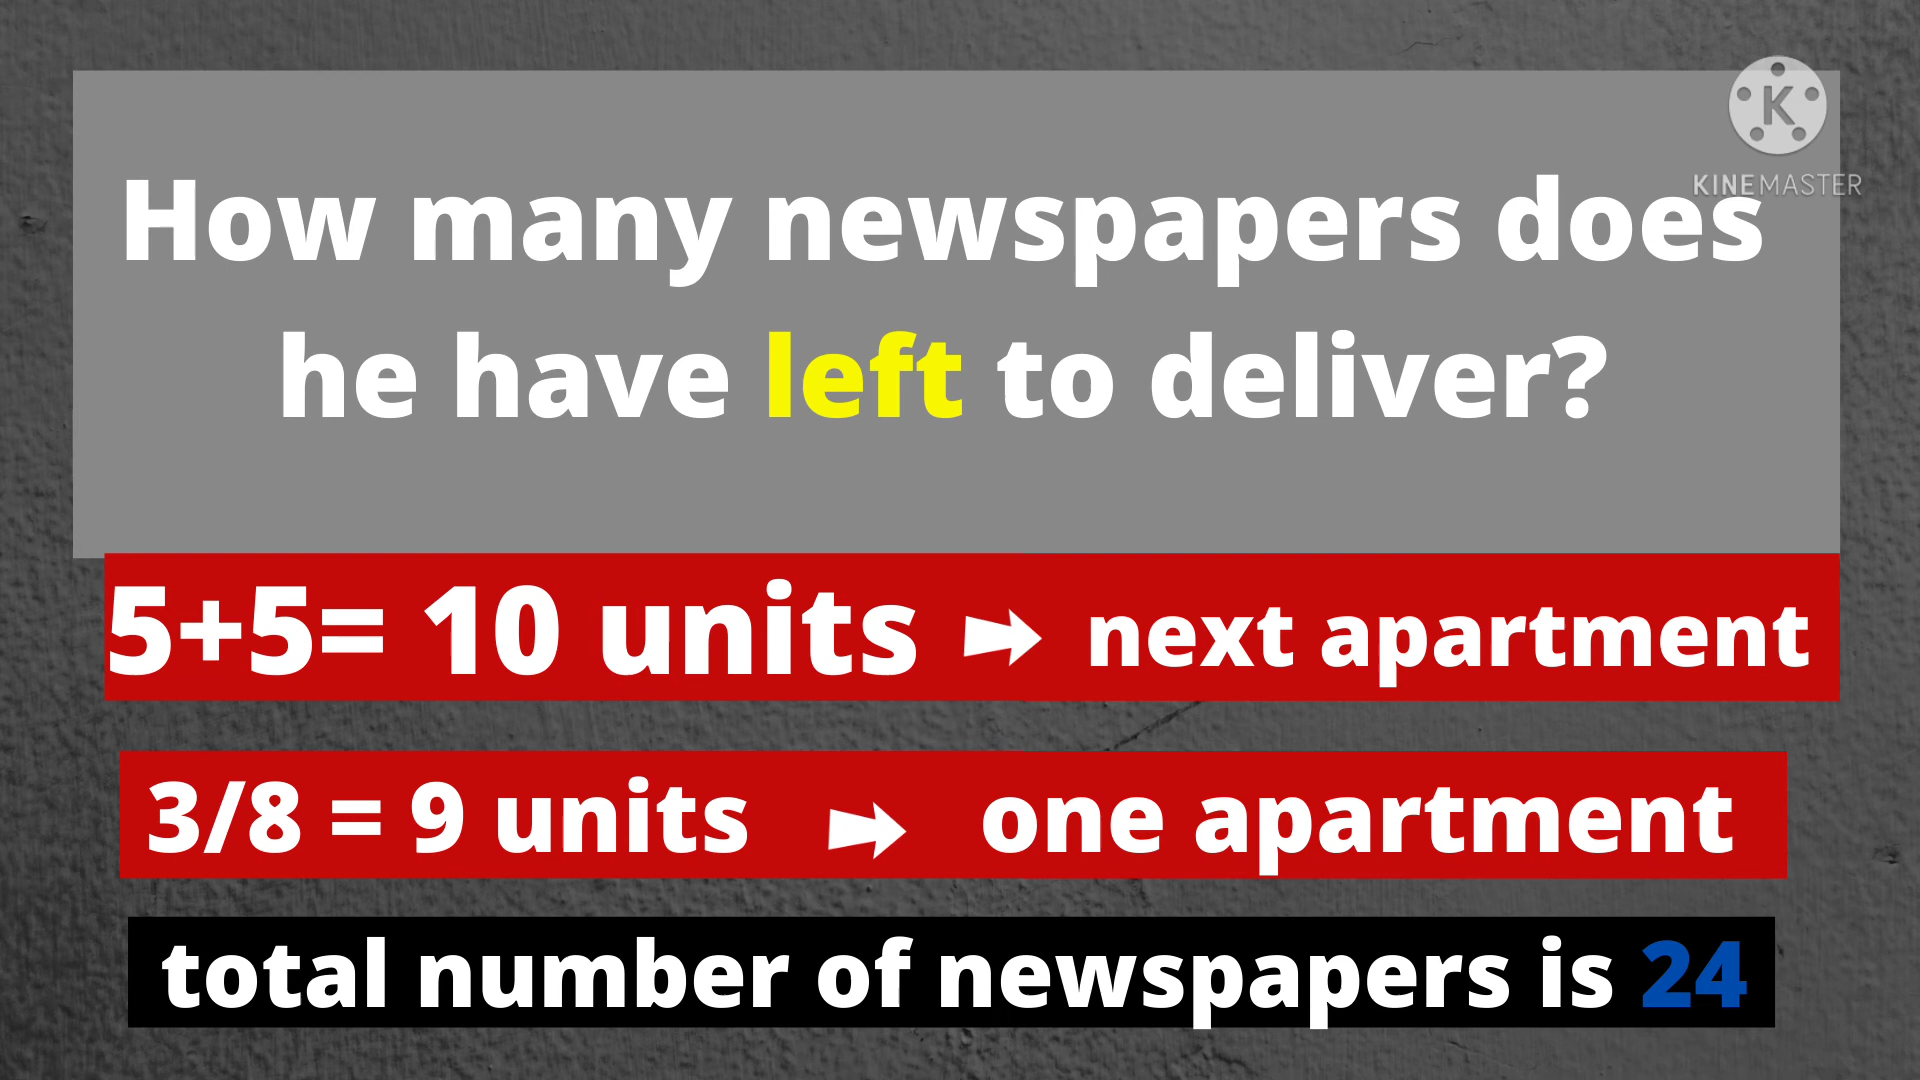 KINEMASTER
How many newspapers does
he have left to deliver?
5+5= 10 units next apartment
3/8 = 9 units one apartment
total number of newspapers is 24